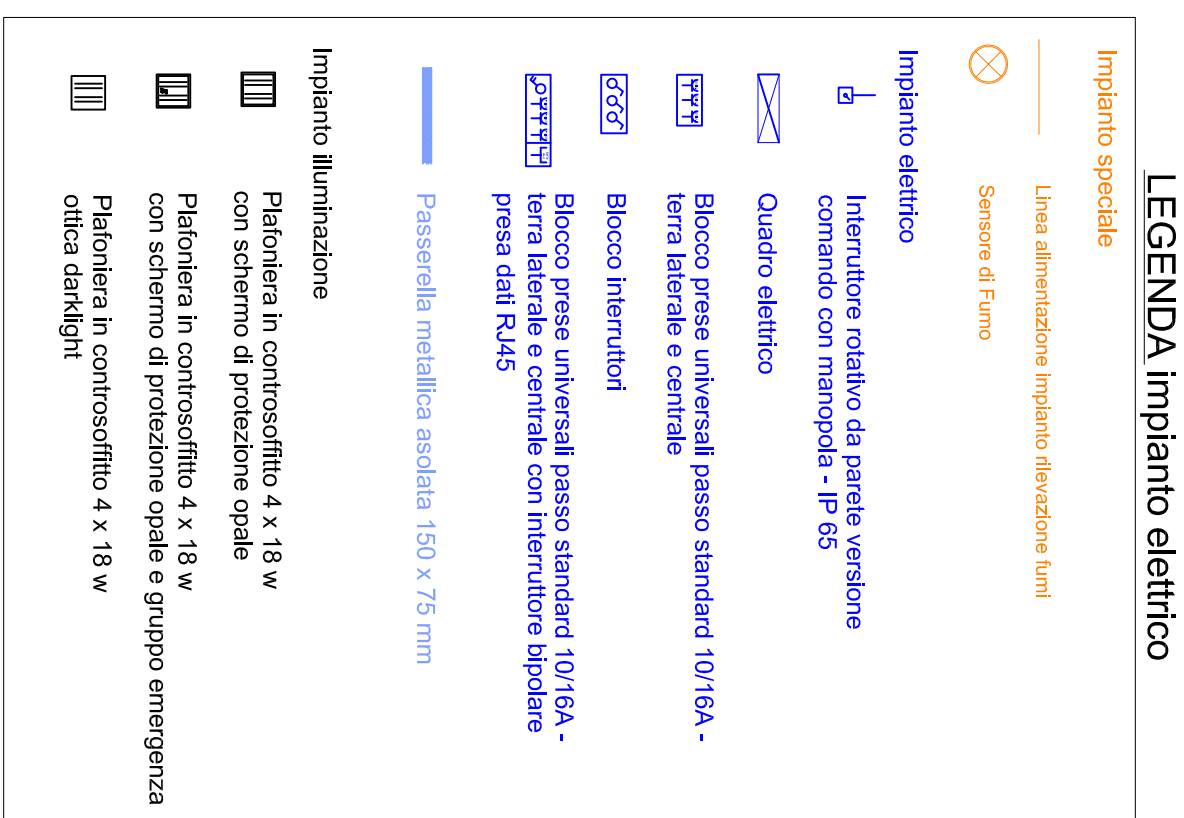 LEGENDA impianto elettrico
Impianto speciale
Linea alimentazione impianto rilevazione fumi
Sensore di Fumo
Impianto elettrico
Interruttore rotativo da parete versione
comando con manopola - IP 65
Quadro elettrico
Blocco prese universali passo standard 10/16A -
terra laterale e centrale
Blocco interruttori
Blocco prese universali passo standard 10/16A -
terra laterale e centrale con interruttore bipolare
presa dati RJ45
Passerella metallica asolata 150 x 75 mm
Impianto illuminazione
Plafoniera in controsoffitto 4 x 18 w
con schermo di protezione opale
Plafoniera in controsoffitto 4 x 18 w
con schermo di protezione opale e gruppo emergenza
Plafoniera in controsoffitto 4 x 18 w
ottica darklight